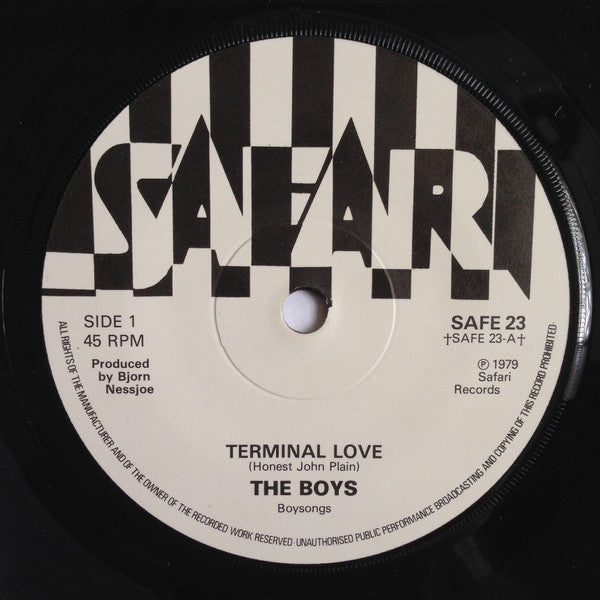 SAFARI
SIDE 1
45 RPM
Produced
by Bjorn
Nessjoe
SAFE 23
†SAFE 23-A†
℗ 1979
Safari
Records
TERMINAL LOVE
(Honest John Plain)
THE BOYS
Boysongs
ALL RIGHTS OF THE MANUFACTURER AND OF THE OWNER OF THE RECORDED WORK RESERVED·UNAUTHORISED PUBLIC PERFORMANCE BROADCASTING AND COPYING OF THIS RECORD PROHIBITED·